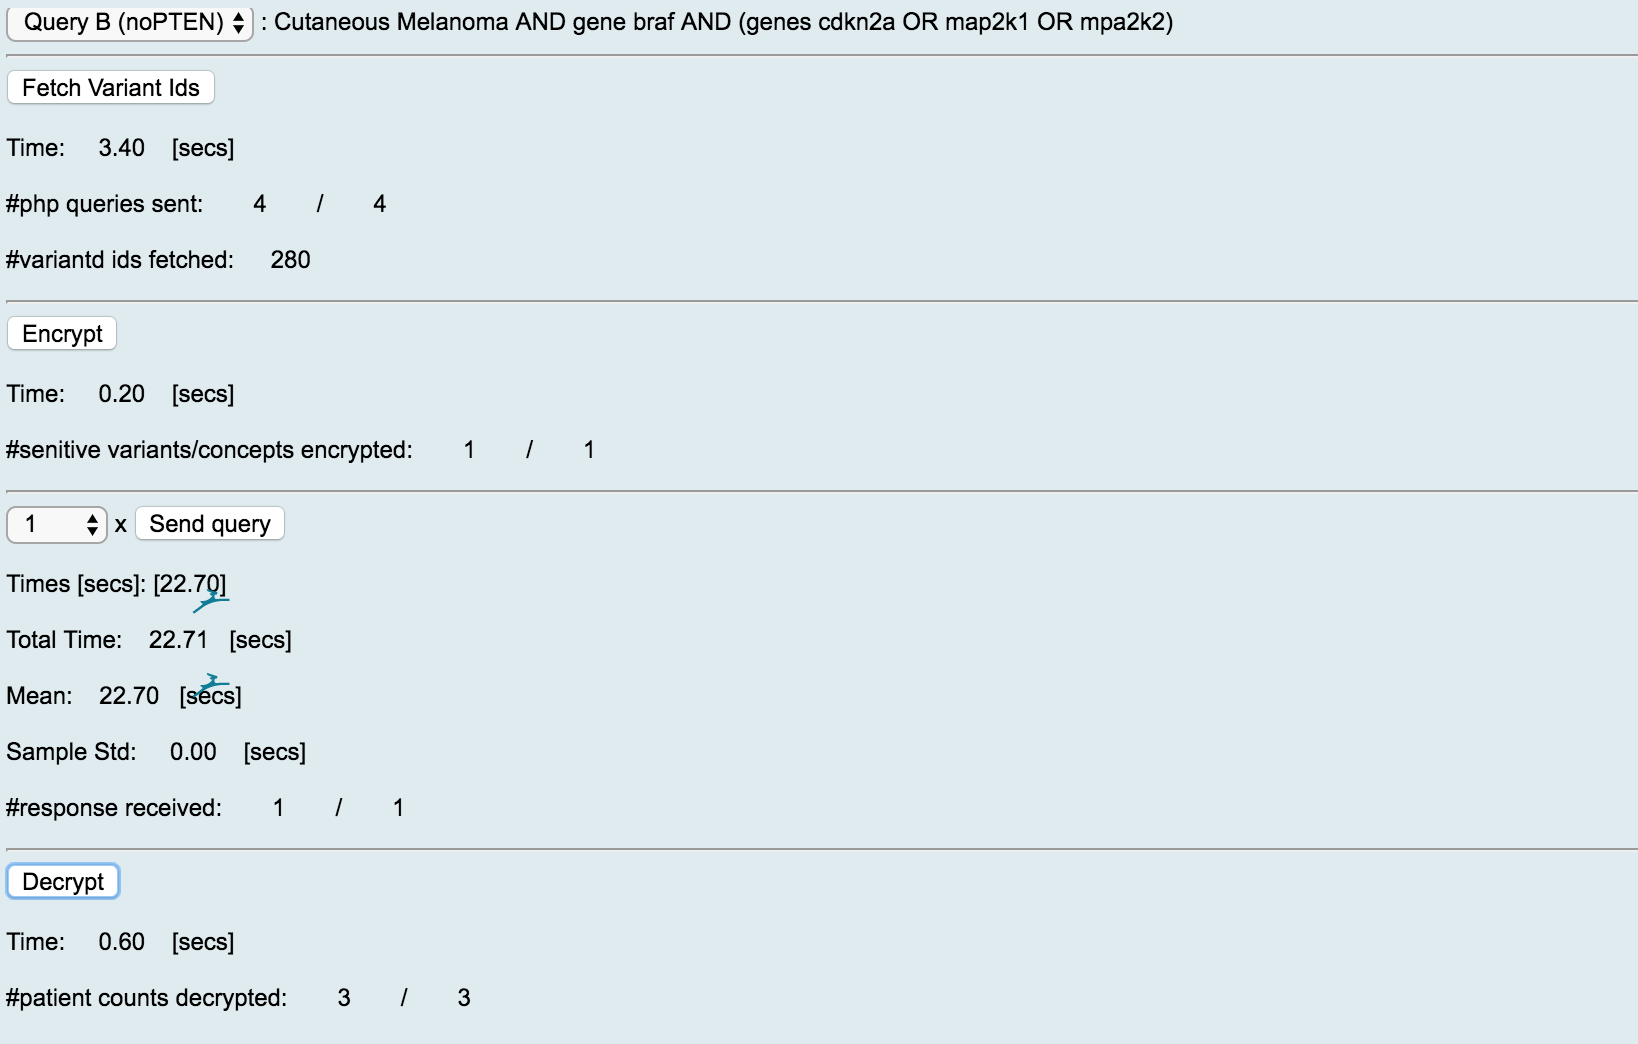 Query B (noPTEN) : Cutaneous Melanoma AND gene braf AND (genes cdkn2a OR map2k1 OR mpa2k2)
Fetch Variant Ids
Time: 3.40 [secs]
#php queries sent: 4 / 4
#variantd ids fetched: 280
Encrypt
Time: 0.20 [secs]
#senitive variants/concepts encrypted: 1 / 1
1 x Send query
Times [secs]: [22.70]
Total Time: 22.71 [secs]
Mean: 22.70 [secs]
Sample Std: 0.00 [secs]
#response received: 1 / 1
Decrypt
Time: 0.60 [secs]
#patient counts decrypted: 3 / 3